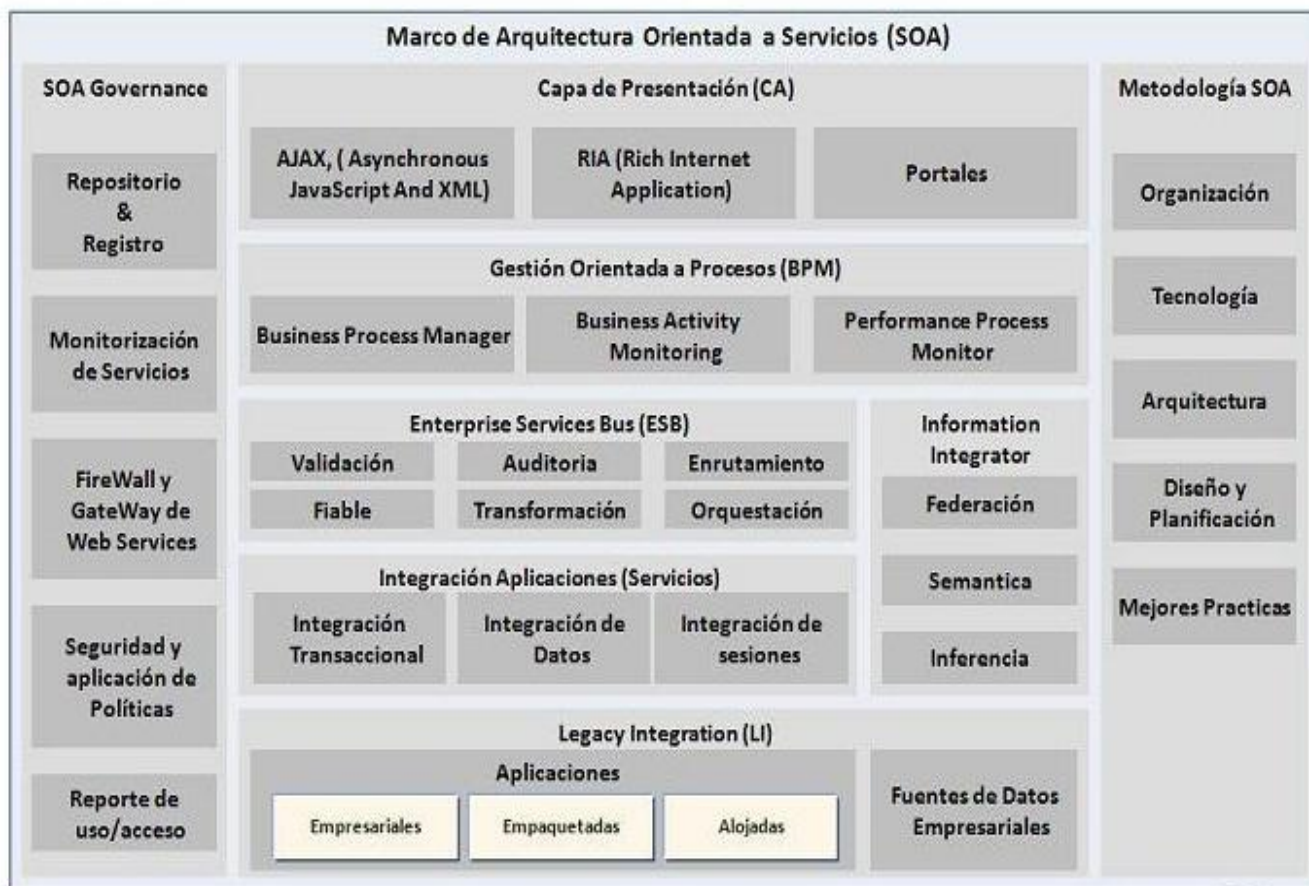 Marco de Arquitectura Orientada a Servicios (SOA)
SOA Governance
Repositorio
&
Registro
Monitorización
de Servicios
FireWall y
GateWay de
Web Services
Seguridad y
aplicación de
Políticas
Reporte de
uso/acceso
Capa de Presentación (CA)
AJAX, ( Asynchronous
JavaScript And XML)
RIA (Rich Internet
Application)
Portales
Gestión Orientada a Procesos (BPM)
Business Process Manager
Business Activity
Monitoring
Performance Process
Monitor
Enterprise Services Bus (ESB)
Validación
Auditoria
Enrutamiento
Fiable
Transformación
Orquestación
Integración Aplicaciones (Servicios)
Integración
Transaccional
Integración de
Datos
Integración de
sesiones
Information
Integrator
Federación
Semantica
Inferencia
Legacy Integration (LI)
Aplicaciones
Empresariales
Empaquetadas
Alojadas
Fuentes de Datos
Empresariales
Metodología SOA
Organización
Tecnología
Arquitectura
Diseño y
Planificación
Mejores Practicas